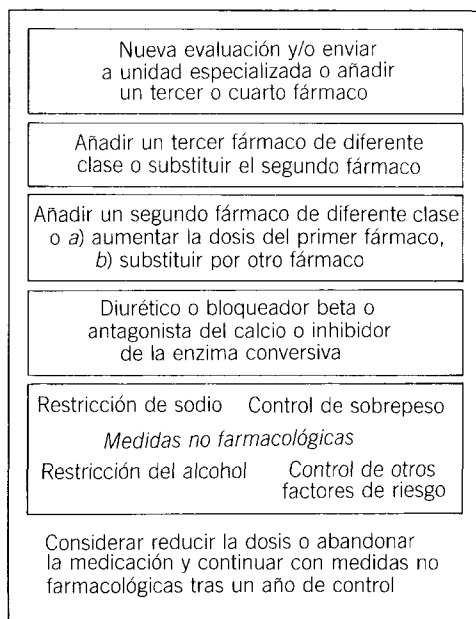 Nueva evaluación y/o enviar
a unidad especializada o añadir
un tercer o cuarto fármaco
Añadir un tercer fármaco de diferente
clase o substituir el segundo fármaco
Añadir un segundo fármaco de diferente clase
o a) aumentar la dosis del primer fármaco,
b) substituir por otro fármaco
Diurético o bloqueador beta o
antagonista del calcio o inhibidor
de la enzima conversiva
Restricción de sodio Control de sobrepeso
Medidas no farmacológicas
Restricción del alcohol Control de otros
factores de riesgo
Considerar reducir la dosis o abandonar
la medicación y continuar con medidas no
farmacológicas tras un año de control